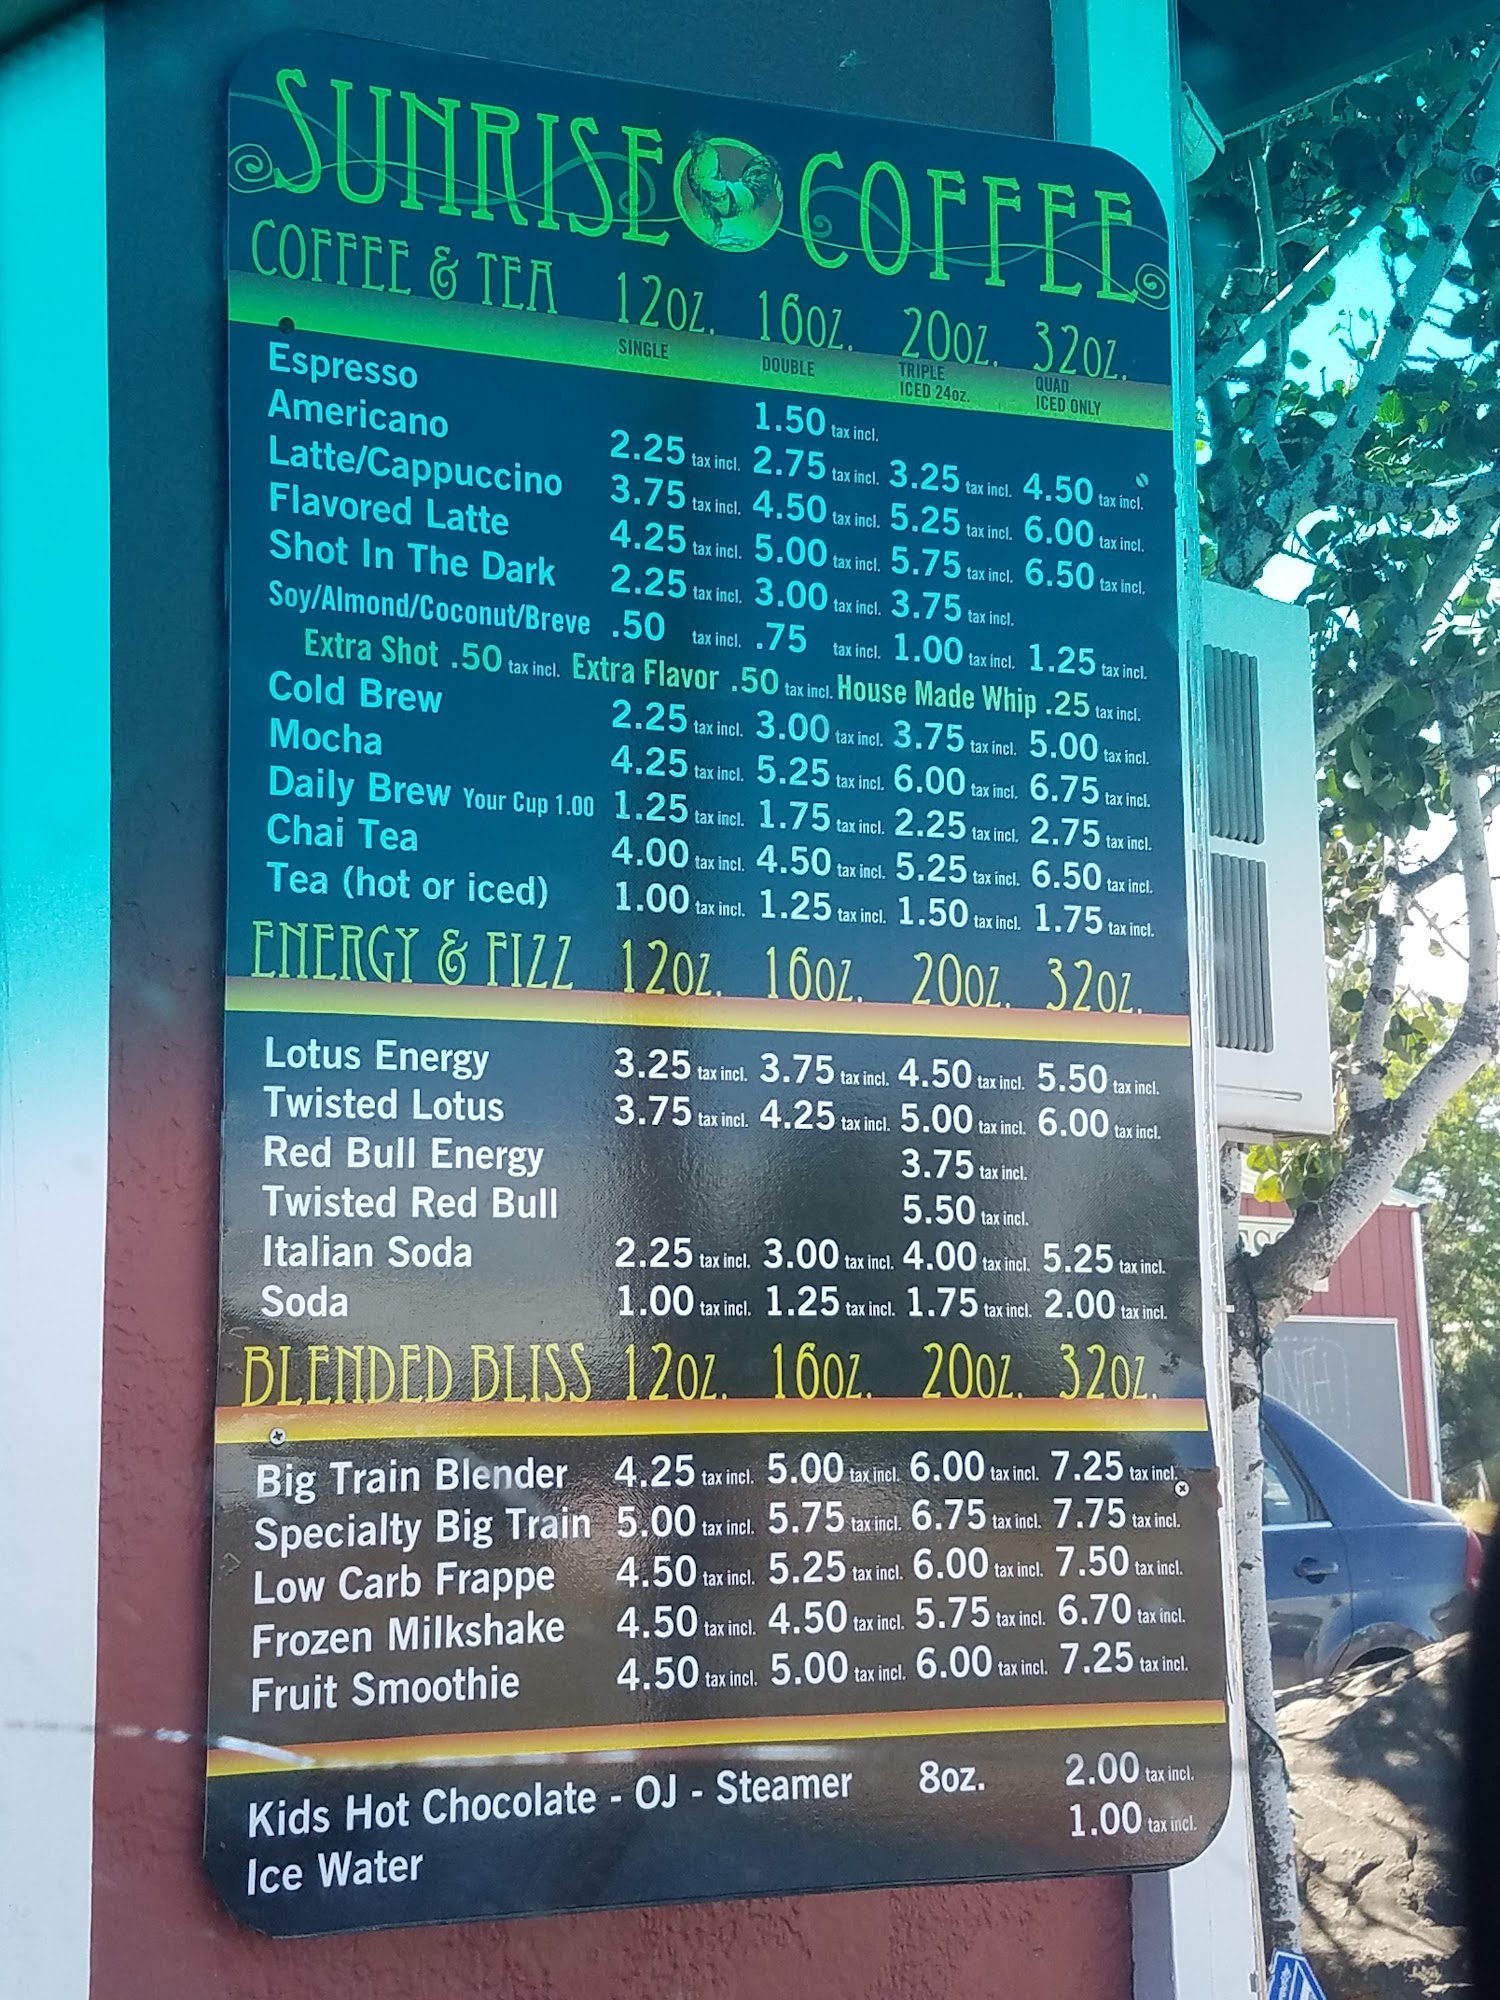 SUNRISE COFFEE
COFFEE & TEA 12oz. 16oz. 20oz. 32oz.
SINGLE DOUBLE TRIPLE QUAD
ICED 24oz. ICED ONLY
Espresso 1.50 tax incl.
Americano 2.25 tax incl. 2.75 tax incl. 3.25 tax incl. 4.50 tax incl.
Latte/Cappuccino 3.75 tax incl. 4.50 tax incl. 5.25 tax incl. 6.00 tax incl.
Flavored Latte 4.25 tax incl. 5.00 tax incl. 5.75 tax incl. 6.50 tax incl.
Shot In The Dark 2.25 tax incl. 3.00 tax incl. 3.75 tax incl.
Soy/Almond/Coconut/Breve .50 tax incl. .75 tax incl. 1.00 tax incl. 1.25 tax incl.
Extra Shot .50 tax incl. Extra Flavor .50 tax incl. House Made Whip .25 tax incl.
Cold Brew 2.25 tax incl. 3.00 tax incl. 3.75 tax incl. 5.00 tax incl.
Mocha 4.25 tax incl. 5.25 tax incl. 6.00 tax incl. 6.75 tax incl.
Daily Brew Your Cup 1.00 1.25 tax incl. 1.75 tax incl. 2.25 tax incl. 2.75 tax incl.
Chai Tea 4.00 tax incl. 4.50 tax incl. 5.25 tax incl. 6.50 tax incl.
Tea (hot or iced) 1.00 tax incl. 1.25 tax incl. 1.50 tax incl. 1.75 tax incl.
ENERGY & FIZZ 12oz. 16oz. 20oz. 32oz.
Lotus Energy 3.25 tax incl. 3.75 tax incl. 4.50 tax incl. 5.50 tax incl.
Twisted Lotus 3.75 tax incl. 4.25 tax incl. 5.00 tax incl. 6.00 tax incl.
Red Bull Energy 3.75 tax incl.
Twisted Red Bull 5.50 tax incl.
Italian Soda 2.25 tax incl. 3.00 tax incl. 4.00 tax incl. 5.25 tax incl.
Soda 1.00 tax incl. 1.25 tax incl. 1.75 tax incl. 2.00 tax incl.
BLENDED BLISS 12oz. 16oz. 20oz. 32oz.
Big Train Blender 4.25 tax incl. 5.00 tax incl. 6.00 tax incl. 7.25 tax incl.
Specialty Big Train 5.00 tax incl. 5.75 tax incl. 6.75 tax incl. 7.75 tax incl.
Low Carb Frappe 4.50 tax incl. 5.25 tax incl. 6.00 tax incl. 7.50 tax incl.
Frozen Milkshake 4.50 tax incl. 4.50 tax incl. 5.75 tax incl. 6.70 tax incl.
Fruit Smoothie 4.50 tax incl. 5.00 tax incl. 6.00 tax incl. 7.25 tax incl.
Kids Hot Chocolate - OJ - Steamer 8oz. 2.00 tax incl.
Ice Water 1.00 tax incl.